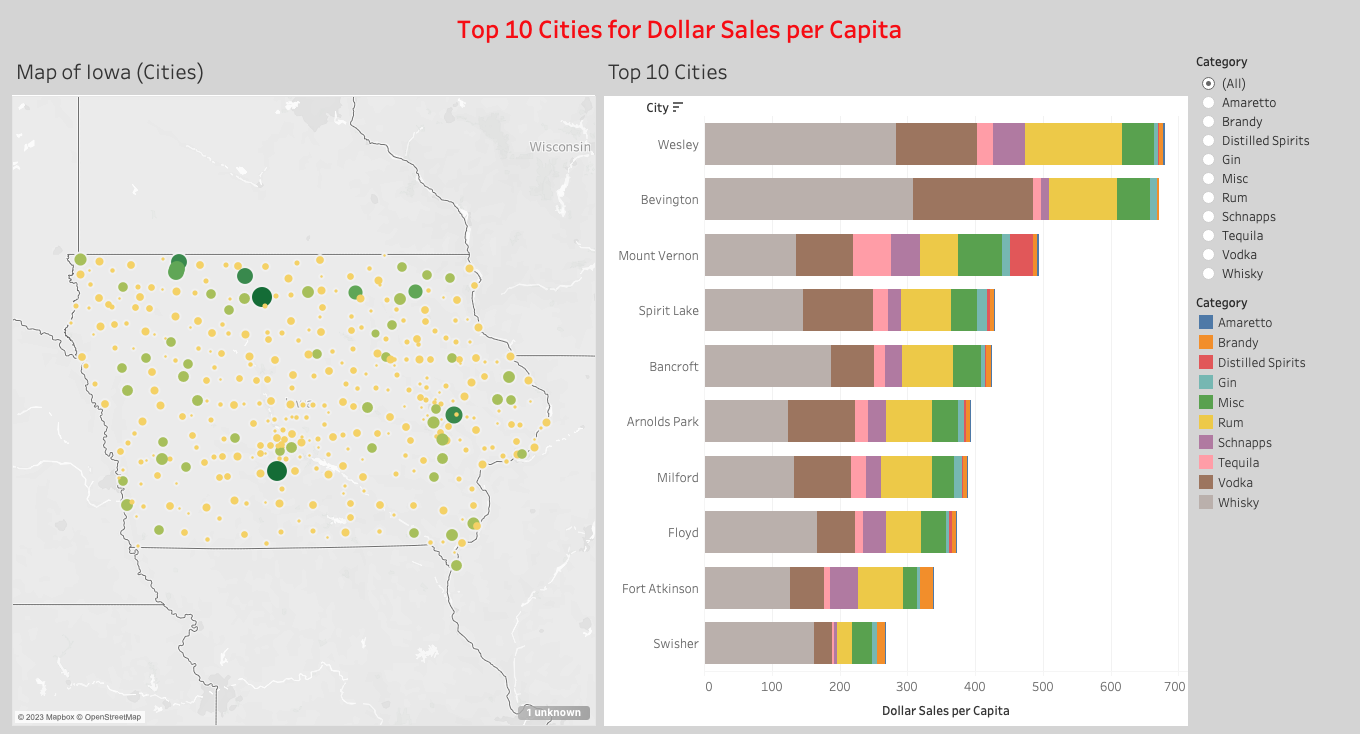 Top 10 Cities for Dollar Sales per Capita
Map of Iowa (Cities)
Wisconsin
© 2023 Mapbox © OpenStreetMap
1 unknown
Top 10 Cities
City
Wesley
Bevington
Mount Vernon
Spirit Lake
Bancroft
Arnolds Park
Milford
Floyd
Fort Atkinson
Swisher
0 100 200 300 400 500 600 700
Dollar Sales per Capita
Category
(All)
Amaretto
Brandy
Distilled Spirits
Gin
Misc
Rum
Schnapps
Tequila
Vodka
Whisky
Category
Amaretto
Brandy
Distilled Spirits
Gin
Misc
Rum
Schnapps
Tequila
Vodka
Whisky